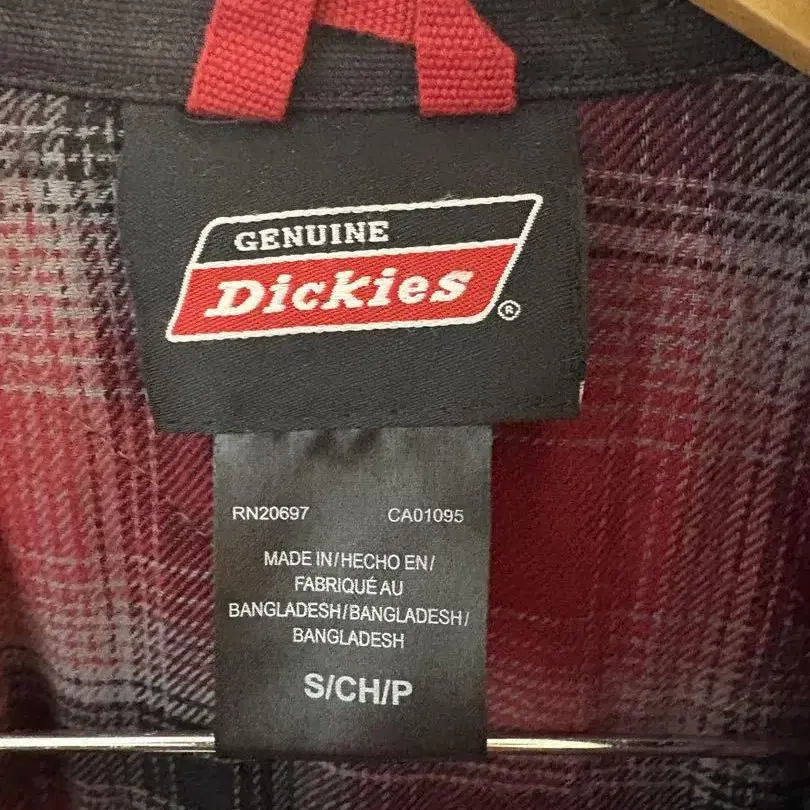 GENUINE
Dickies®
RN20697 CA01095
MADE IN/HECHO EN/
FABRIQUÉ AU
BANGLADESH/BANGLADESH/
BANGLADESH
S/CH/P